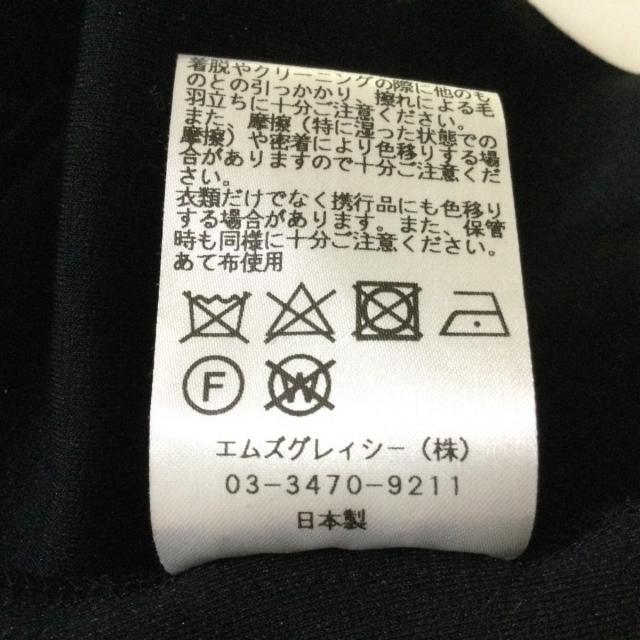 着脱やクリーニングの際に他のも
のとの引っかかり、擦れによる毛
羽立ちに十分ご注意ください。
また、摩擦(特に湿った状態での
摩擦)や密着により色移りする場
合がありますので十分ご注意くだ
さい。
衣類だけでなく携行品にも色移り
する場合があります。また、保管
時も同様に十分ご注意ください。
あて布使用
F W
エムズグレイシー(株)
03-3470-9211
日本製